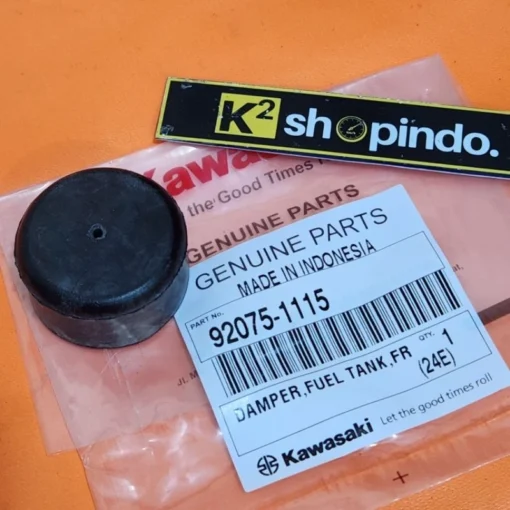 K2 shopindo.
Kawasaki
the Good Times
GENUINE PARTS
GENUINE PARTS
MADE IN INDONESIA
PART No.
92075-1115
DAMPER,FUEL TANK,FR
QTY. 1
(24E)
Kawasaki Let the good times roll